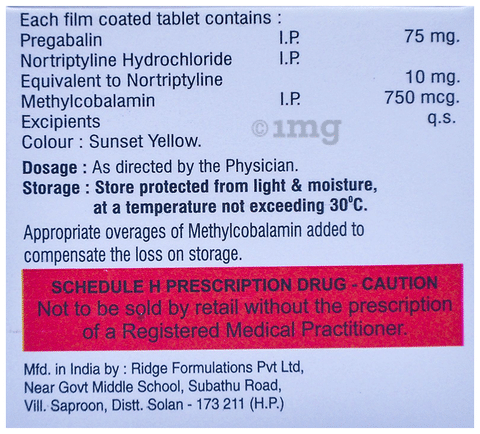 Each film coated tablet contains :
Pregabalin I.P. 75 mg.
Nortriptyline Hydrochloride I.P.
Equivalent to Nortriptyline 10 mg.
Methylcobalamin I.P. 750 mcg.
Excipients q.s.
©1mg
Colour : Sunset Yellow.
Dosage : As directed by the Physician.
Storage : Store protected from light & moisture,
at a temperature not exceeding 30⁰C.
Appropriate overages of Methylcobalamin added to
compensate the loss on storage.
SCHEDULE H PRESCRIPTION DRUG - CAUTION
Not to be sold by retail without the prescription
of a Registered Medical Practitioner.
Mfd. in India by : Ridge Formulations Pvt Ltd,
Near Govt Middle School, Subathu Road,
Vill. Saproon, Distt. Solan - 173 211 (H.P.)